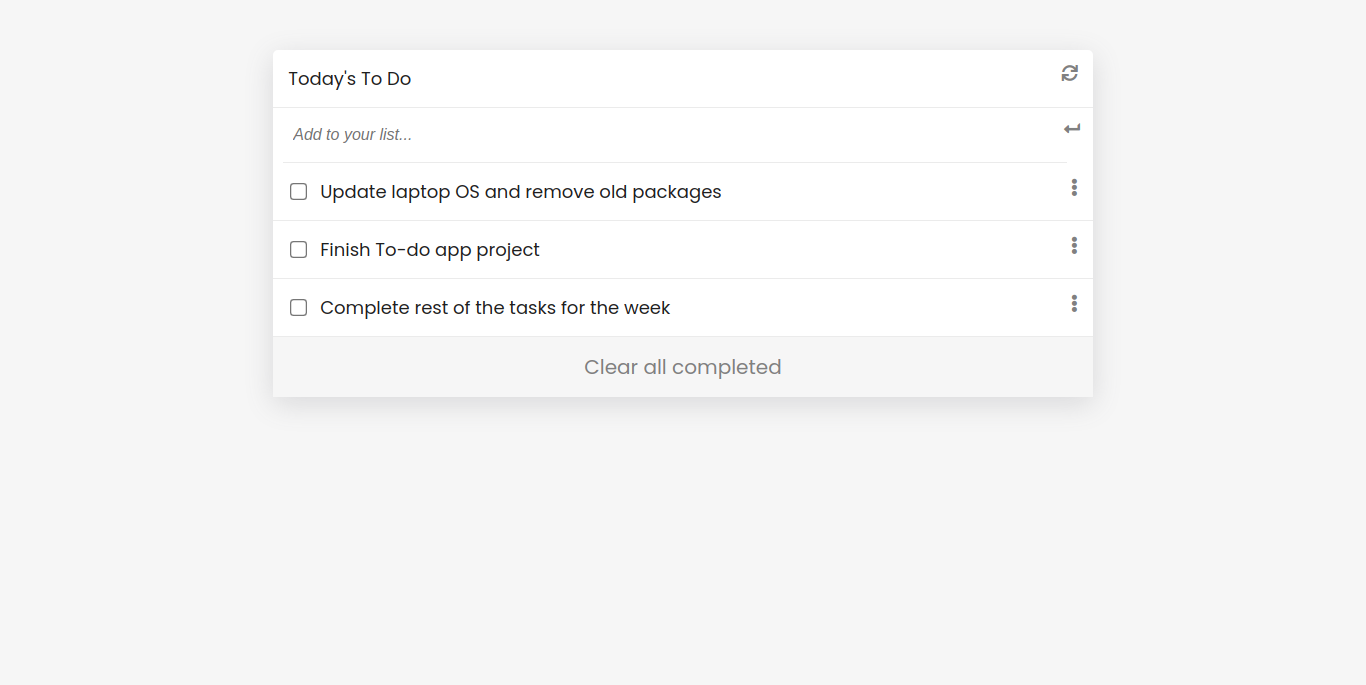 Today's To Do
Add to your list...
Update laptop OS and remove old packages
Finish To-do app project
Complete rest of the tasks for the week
Clear all completed